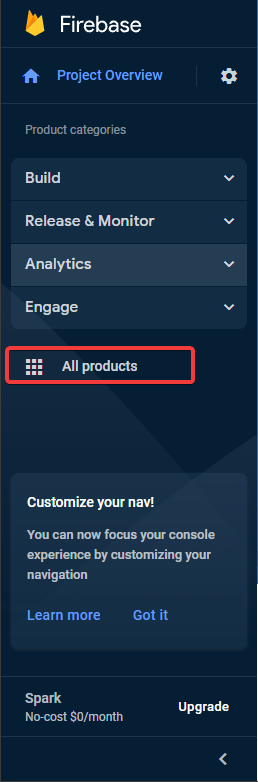 Firebase
Project Overview
Product categories
Build
Release & Monitor
Analytics
Engage
All products
Customize your nav!
You can now focus your console
experience by customizing your
navigation
Learn more Got it
Spark
No-cost $0/month
Upgrade